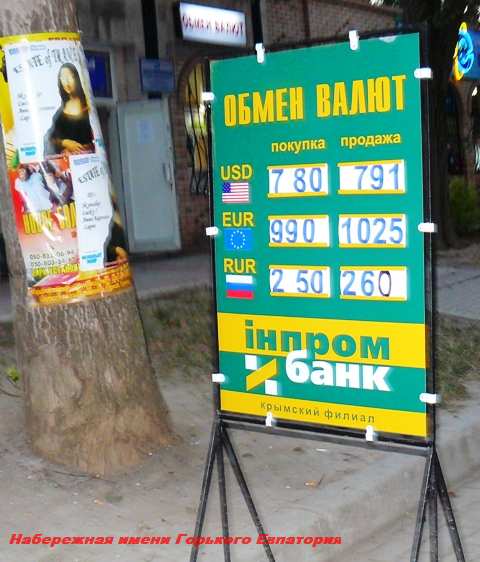 ОБМЕН ВАЛЮТ
ОБМЕН ВАЛЮТ
покупка продажа
USD 7 80 791
EUR 990 1025
RUR 2 50 260
інпром
банк
крымский филиал
Набережная имени Горького Евпатория